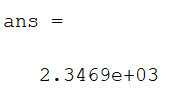 ans =
2.3469e+03